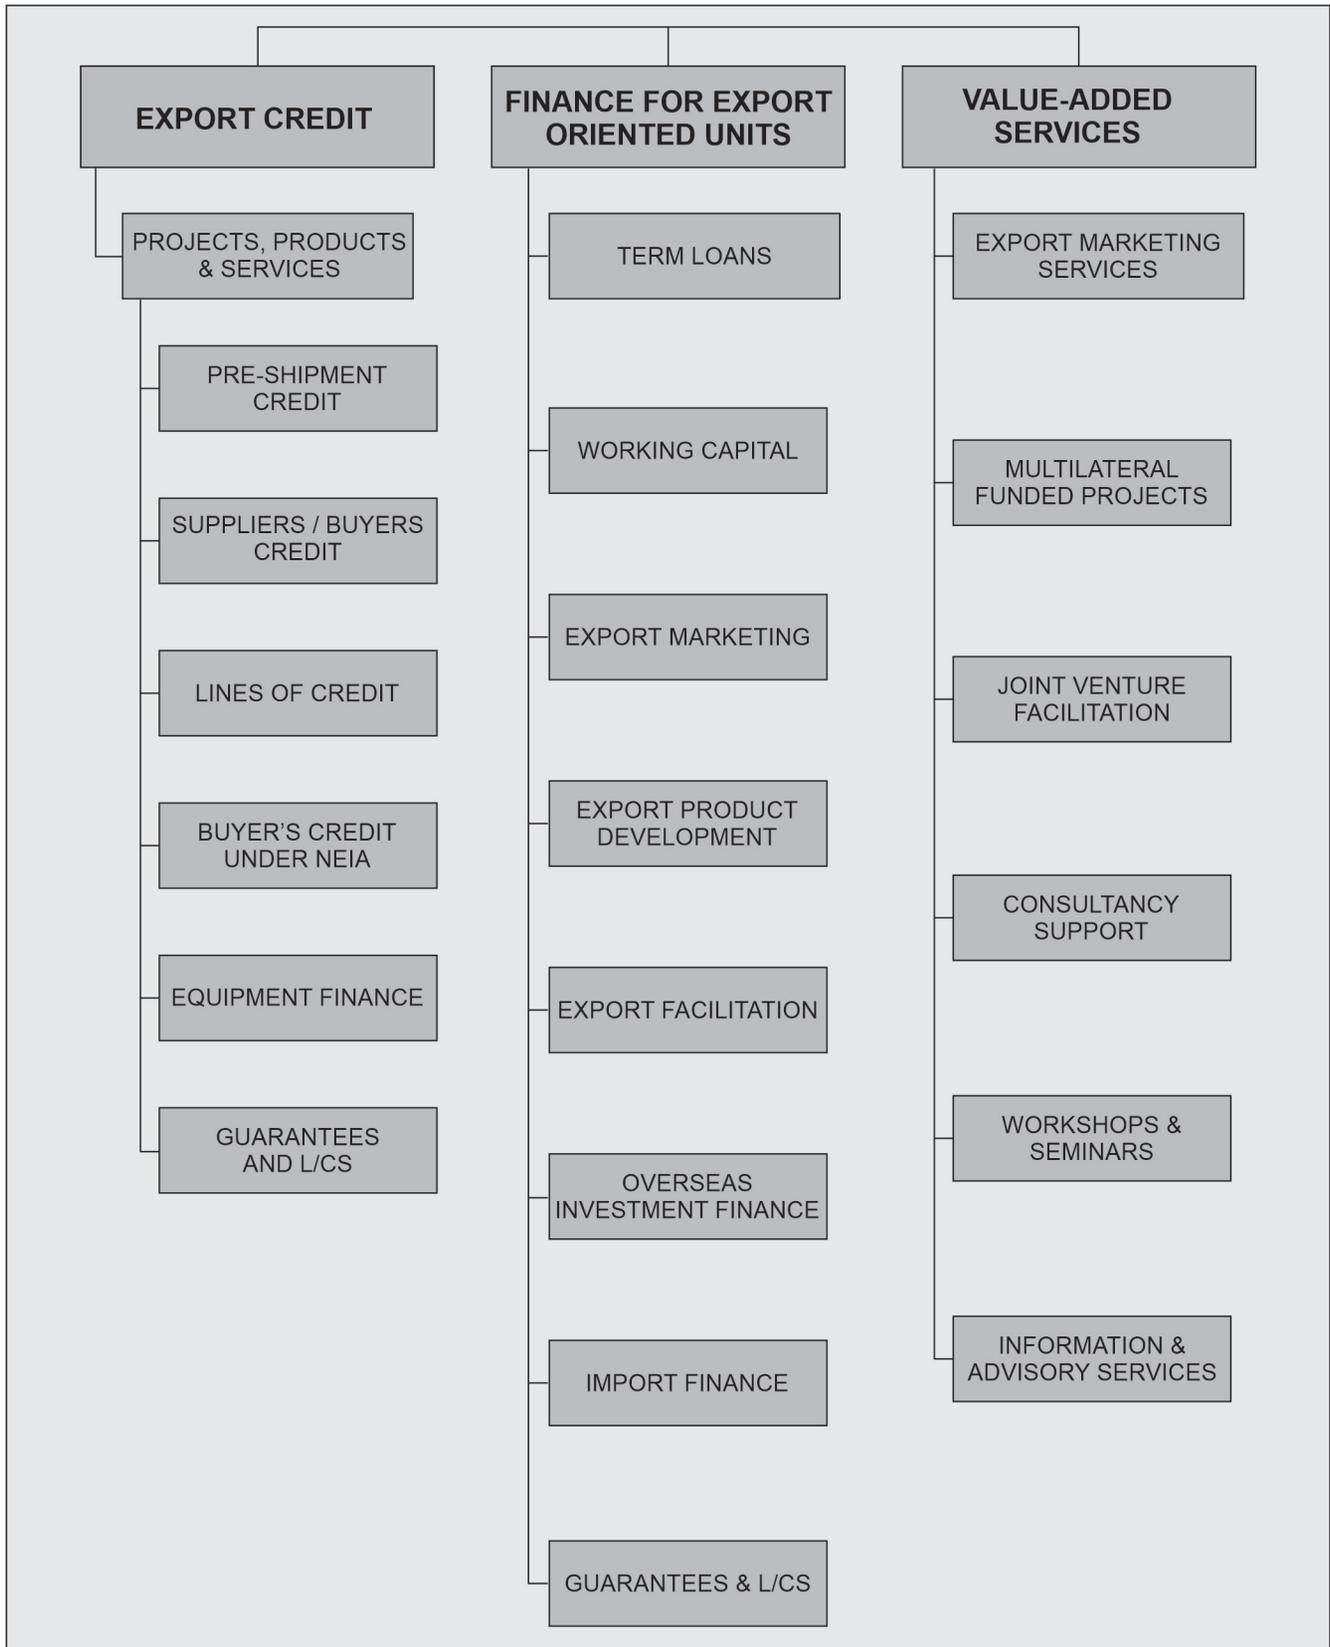 EXPORT CREDIT
PROJECTS, PRODUCTS
& SERVICES
PRE-SHIPMENT
CREDIT
SUPPLIERS / BUYERS
CREDIT
LINES OF CREDIT
BUYER’S CREDIT
UNDER NEIA
EQUIPMENT FINANCE
GUARANTEES
AND L/CS
FINANCE FOR EXPORT
ORIENTED UNITS
TERM LOANS
WORKING CAPITAL
EXPORT MARKETING
EXPORT PRODUCT
DEVELOPMENT
EXPORT FACILITATION
OVERSEAS
INVESTMENT FINANCE
IMPORT FINANCE
GUARANTEES & L/CS
VALUE-ADDED
SERVICES
EXPORT MARKETING
SERVICES
MULTILATERAL
FUNDED PROJECTS
JOINT VENTURE
FACILITATION
CONSULTANCY
SUPPORT
WORKSHOPS &
SEMINARS
INFORMATION &
ADVISORY SERVICES